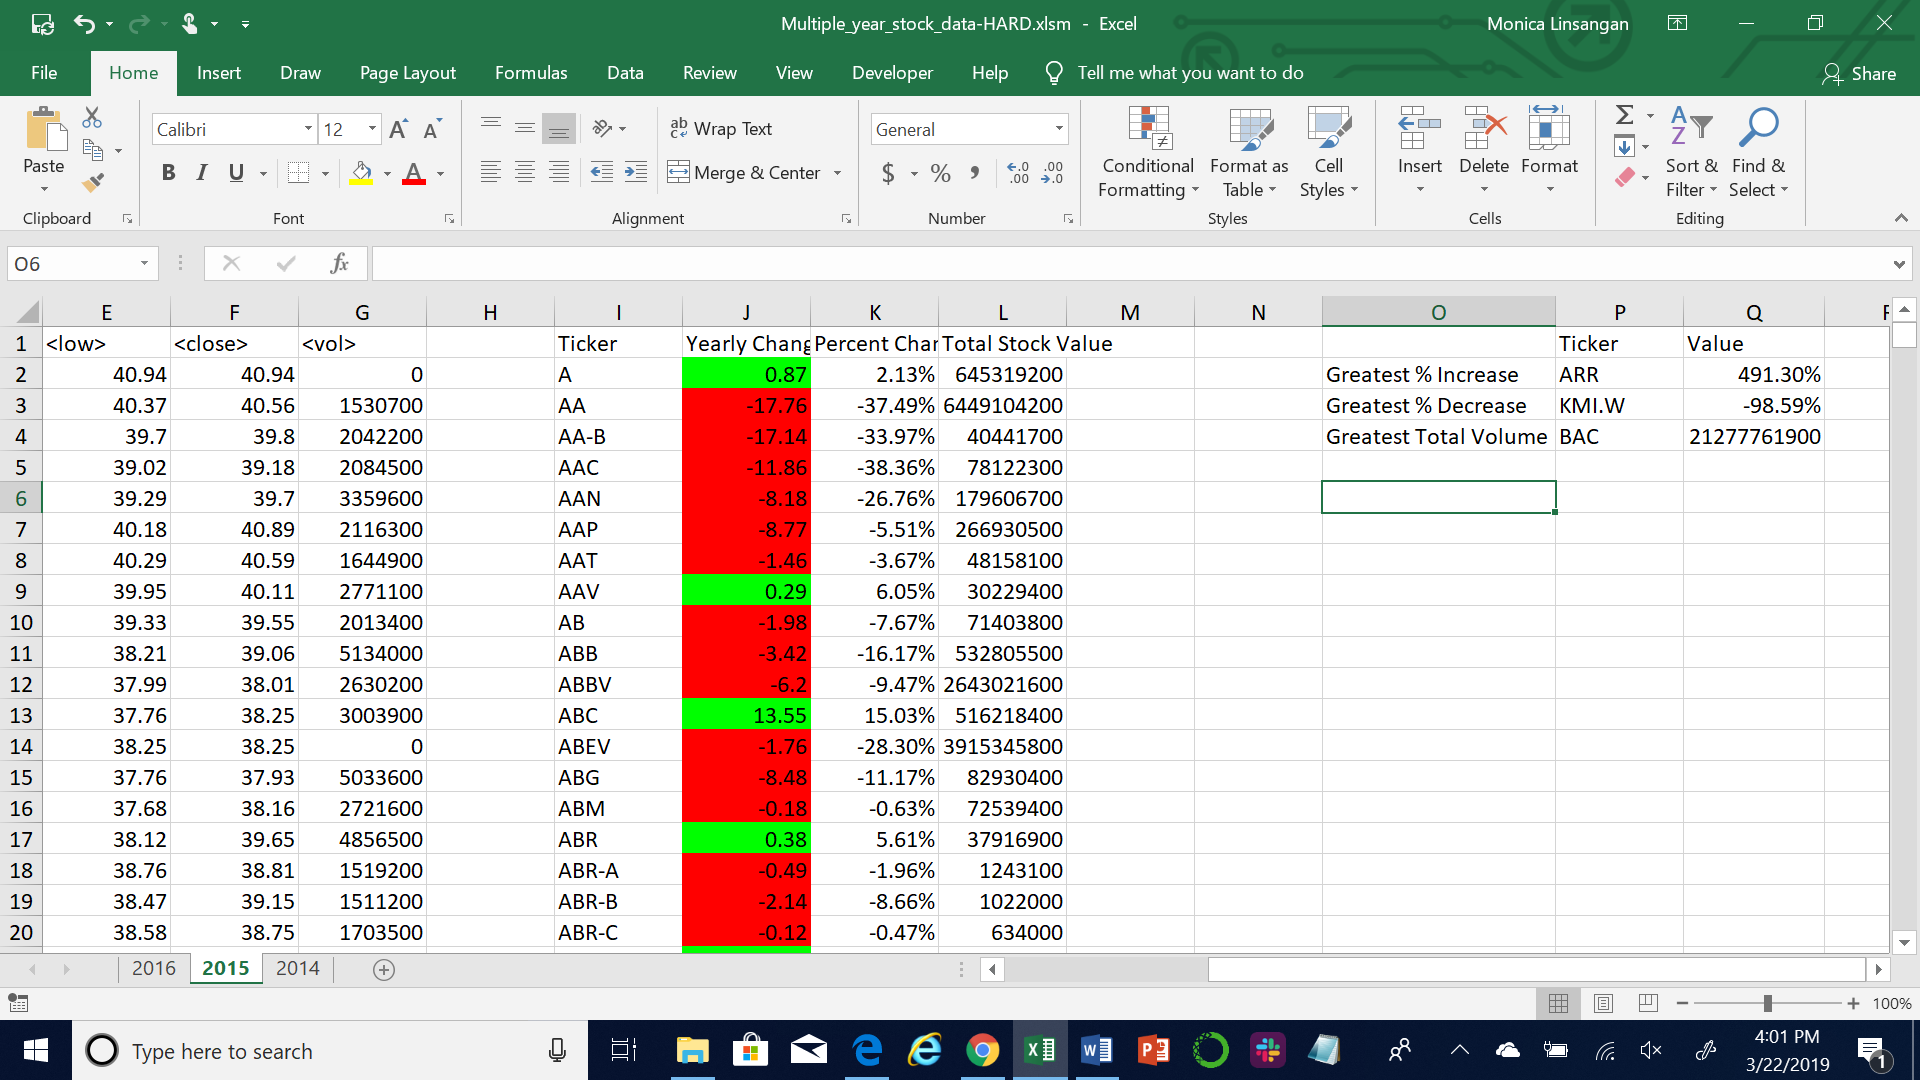 Multiple_year_stock_data-HARD.xlsm - Excel
Monica Linsangan
File Home Insert Draw Page Layout Formulas Data Review View Developer Help Tell me what you want to do Share
Calibri 12 ab Wrap Text General
Paste Conditional Formatting Format as Table Cell Styles Insert Delete Format Sort & Filter Find & Select
B I U A Merge & Center $ % , .00 .0
Clipboard Font Alignment Number Styles Cells Editing
O6 fx
E F G H I J K L M N O P Q
1 <low> <close> <vol> Ticker Yearly Chang Percent Char Total Stock Value Ticker Value
2 40.94 40.94 0 A 0.87 2.13% 645319200 Greatest % Increase ARR 491.30%
3 40.37 40.56 1530700 AA -17.76 -37.49% 6449104200 Greatest % Decrease KMI.W -98.59%
4 39.7 39.8 2042200 AA-B -17.14 -33.97% 40441700 Greatest Total Volume BAC 21277761900
5 39.02 39.18 2084500 AAC -11.86 -38.36% 78122300
6 39.29 39.7 3359600 AAN -8.18 -26.76% 179606700
7 40.18 40.89 2116300 AAP -8.77 -5.51% 266930500
8 40.29 40.59 1644900 AAT -1.46 -3.67% 48158100
9 39.95 40.11 2771100 AAV 0.29 6.05% 30229400
10 39.33 39.55 2013400 AB -1.98 -7.67% 71403800
11 38.21 39.06 5134000 ABB -3.42 -16.17% 532805500
12 37.99 38.01 2630200 ABBV -6.2 -9.47% 2643021600
13 37.76 38.25 3003900 ABC 13.55 15.03% 516218400
14 38.25 38.25 0 ABEV -1.76 -28.30% 3915345800
15 37.76 37.93 5033600 ABG -8.48 -11.17% 82930400
16 37.68 38.16 2721600 ABM -0.18 -0.63% 72539400
17 38.12 39.65 4856500 ABR 0.38 5.61% 37916900
18 38.76 38.81 1519200 ABR-A -0.49 -1.96% 1243100
19 38.47 39.15 1511200 ABR-B -2.14 -8.66% 1022000
20 38.58 38.75 1703500 ABR-C -0.12 -0.47% 634000
2016 2015 2014
100%
Type here to search
4:01 PM
3/22/2019
1